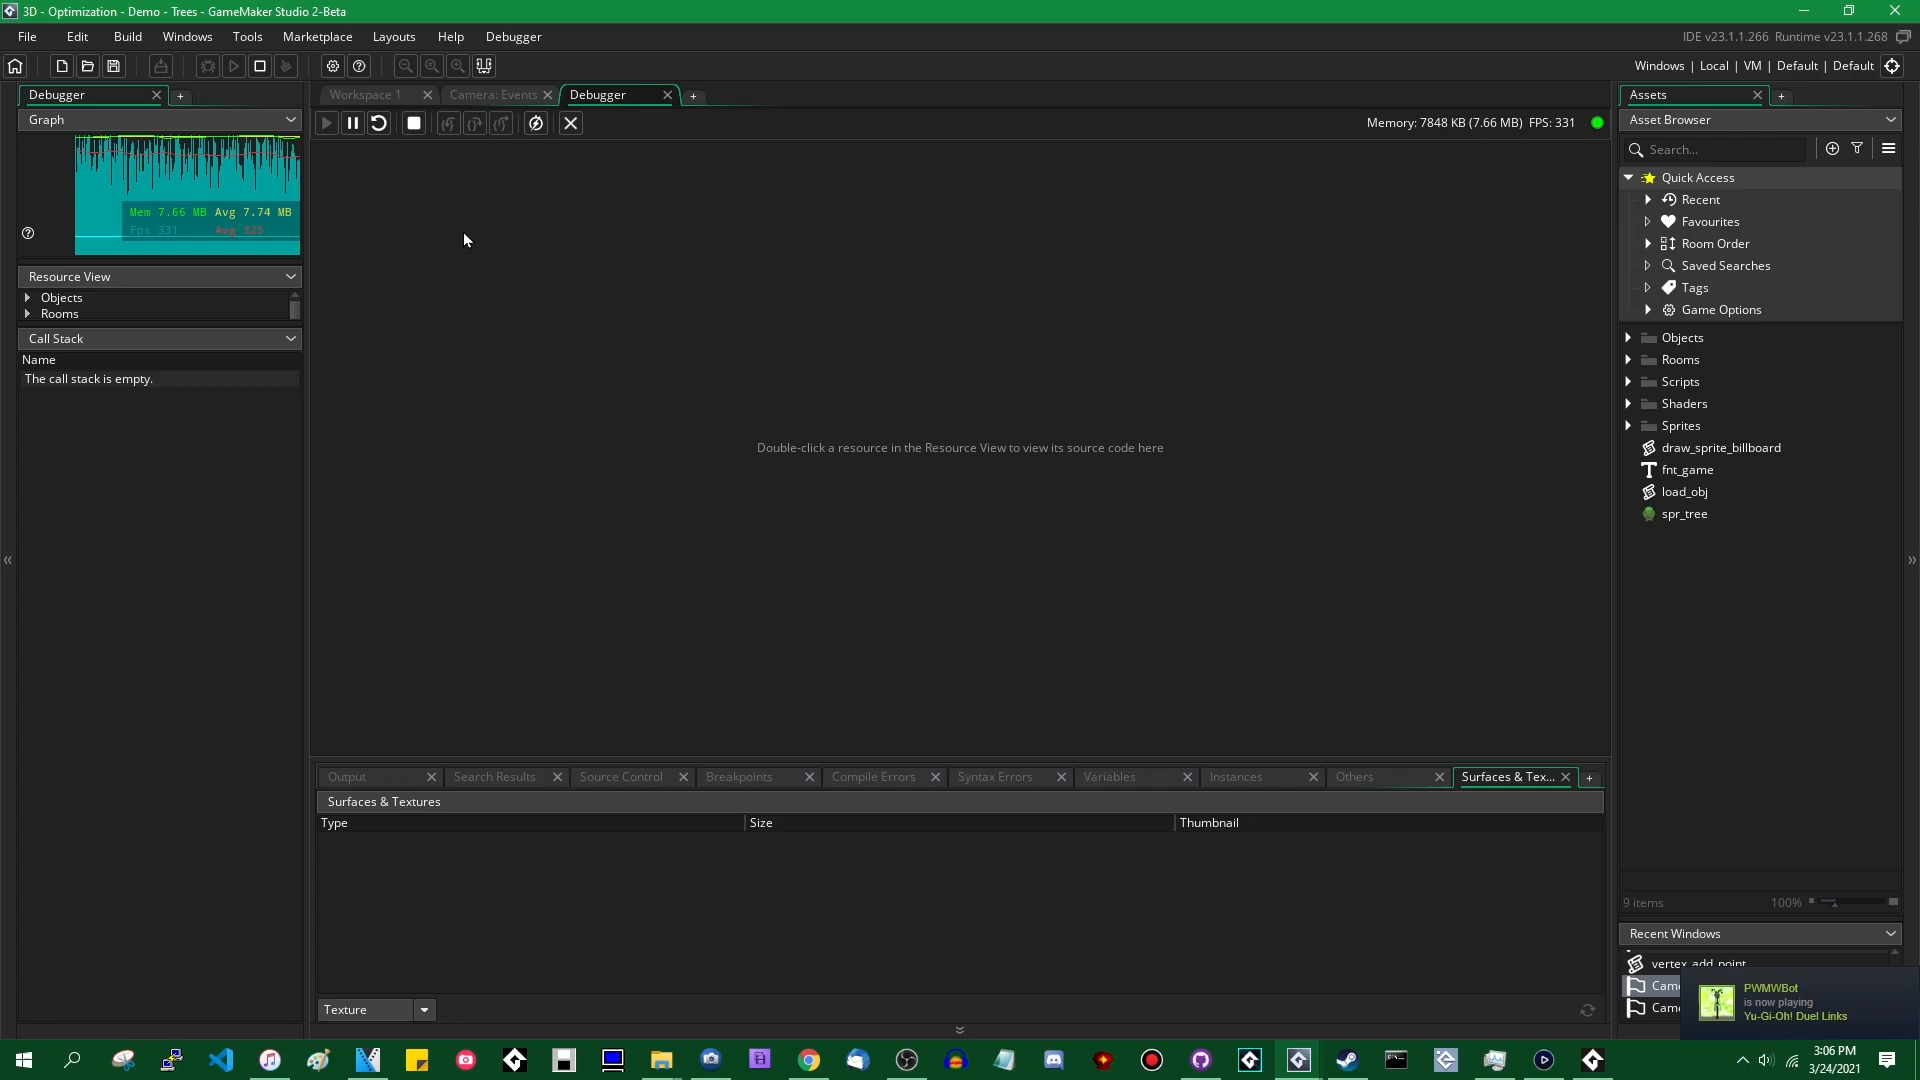 3D - Optimization - Demo - Trees - GameMaker Studio 2-Beta
File Edit Build Windows Tools Marketplace Layouts Help Debugger
IDE v23.1.1.266 Runtime v23.1.1.268
Windows | Local | VM | Default | Default
Debugger
Workspace 1
Camera: Events
Debugger
Assets
Graph
Memory: 7848 KB (7.66 MB) FPS: 331
Asset Browser
Search...
Mem 7.66 MB Avg 7.74 MB
Fps 331 Avg 325
Quick Access
Recent
Favourites
Room Order
Saved Searches
Tags
Game Options
Resource View
Objects
Rooms
Call Stack
Name
The call stack is empty.
Objects
Rooms
Scripts
Shaders
Sprites
draw_sprite_billboard
fnt_game
load_obj
spr_tree
Double-click a resource in the Resource View to view its source code here
Output
Search Results
Source Control
Breakpoints
Compile Errors
Syntax Errors
Variables
Instances
Others
Surfaces & Tex...
Surfaces & Textures
Type Size Thumbnail
Texture
9 items 100%
Recent Windows
vertex_add_point
Came
Came
PWMWBot
is now playing
Yu-Gi-Oh! Duel Links
3:06 PM
3/24/2021